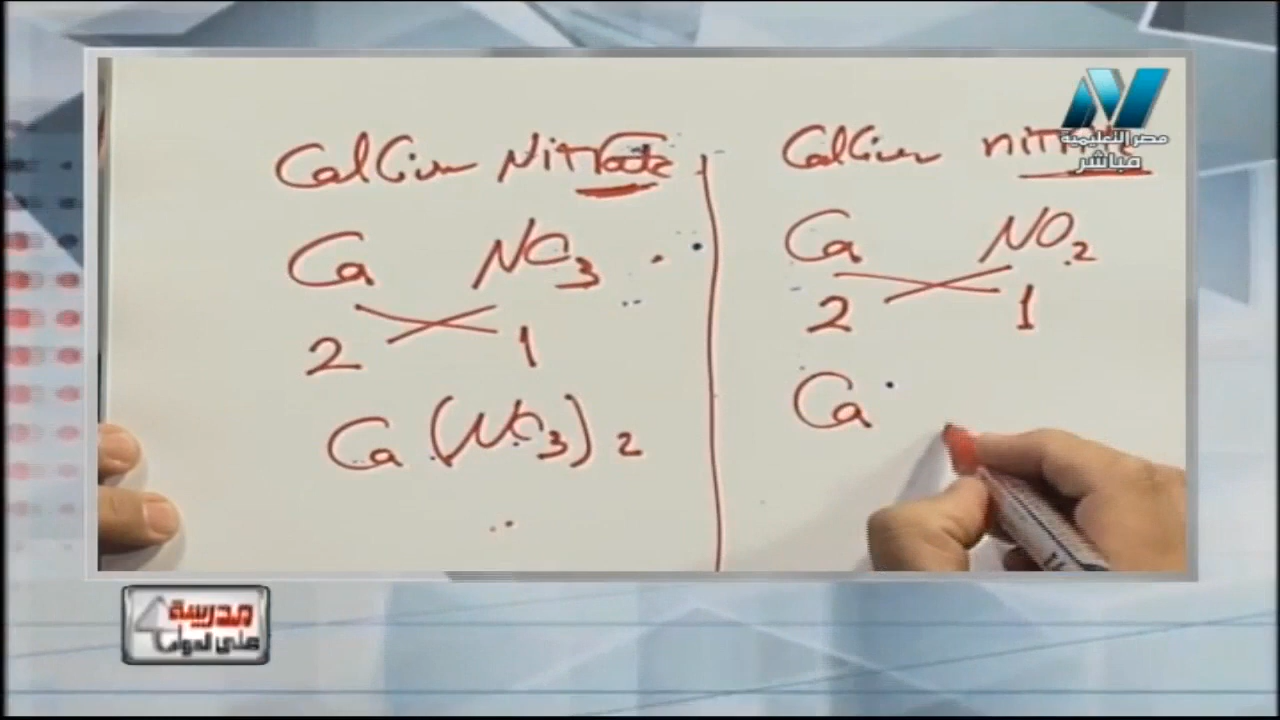 Calcium Nitrate
Ca NO3
2 1
Ca (NO3)2
Calcium nitrite
Ca NO2
2 1
Ca
مصر التعليمية
مباشر
مدرسة
على الهواء